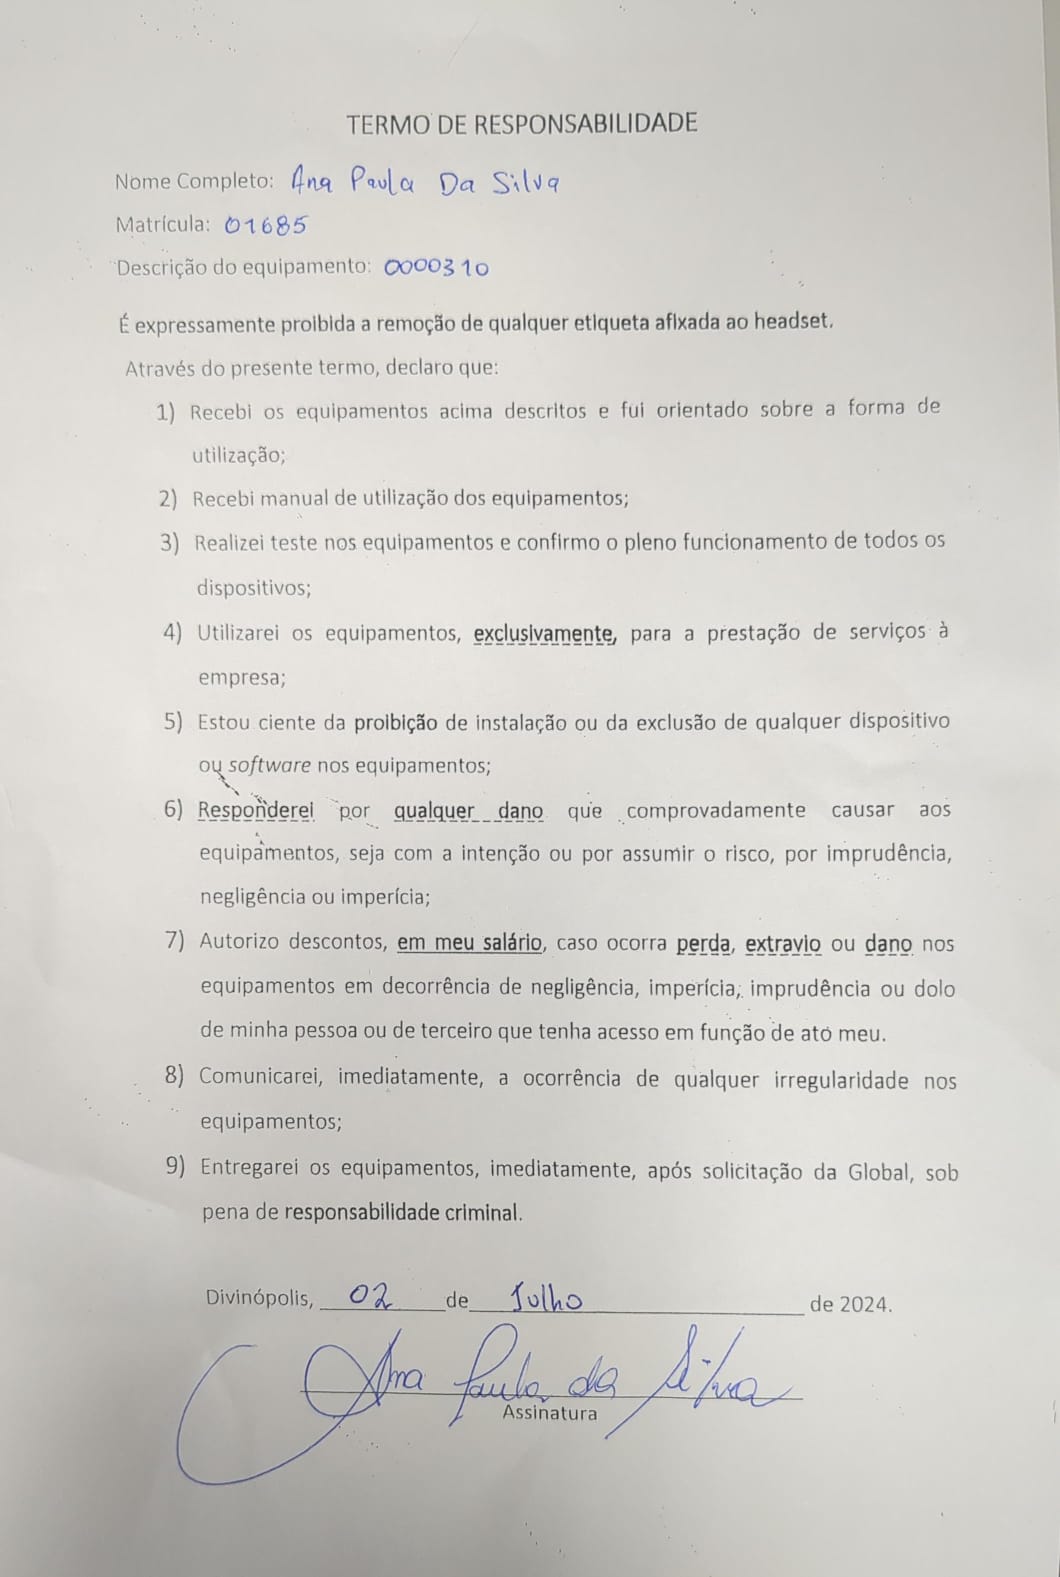 TERMO DE RESPONSABILIDADE
Nome Completo: Ana Paula Da Silva
Matrícula: 01685
Descrição do equipamento: 0000310
É expressamente proibida a remoção de qualquer etiqueta afixada ao headset.
Através do presente termo, declaro que:
1) Recebi os equipamentos acima descritos e fui orientado sobre a forma de
utilização;
2) Recebi manual de utilização dos equipamentos;
3) Realizei teste nos equipamentos e confirmo o pleno funcionamento de todos os
dispositivos;
4) Utilizarei os equipamentos, exclusivamente, para a prestação de serviços à
empresa;
5) Estou ciente da proibição de instalação ou da exclusão de qualquer dispositivo
ou software nos equipamentos;
6) Responderei por qualquer dano que comprovadamente causar aos
equipamentos, seja com a intenção ou por assumir o risco, por imprudência,
negligência ou imperícia;
7) Autorizo descontos, em meu salário, caso ocorra perda, extravio ou dano nos
equipamentos em decorrência de negligência, imperícia, imprudência ou dolo
de minha pessoa ou de terceiro que tenha acesso em função de ato meu.
8) Comunicarei, imediatamente, a ocorrência de qualquer irregularidade nos
equipamentos;
9) Entregarei os equipamentos, imediatamente, após solicitação da Global, sob
pena de responsabilidade criminal.
Divinópolis, 02 de Julho de 2024.
Ana Paula da Silva
Assinatura